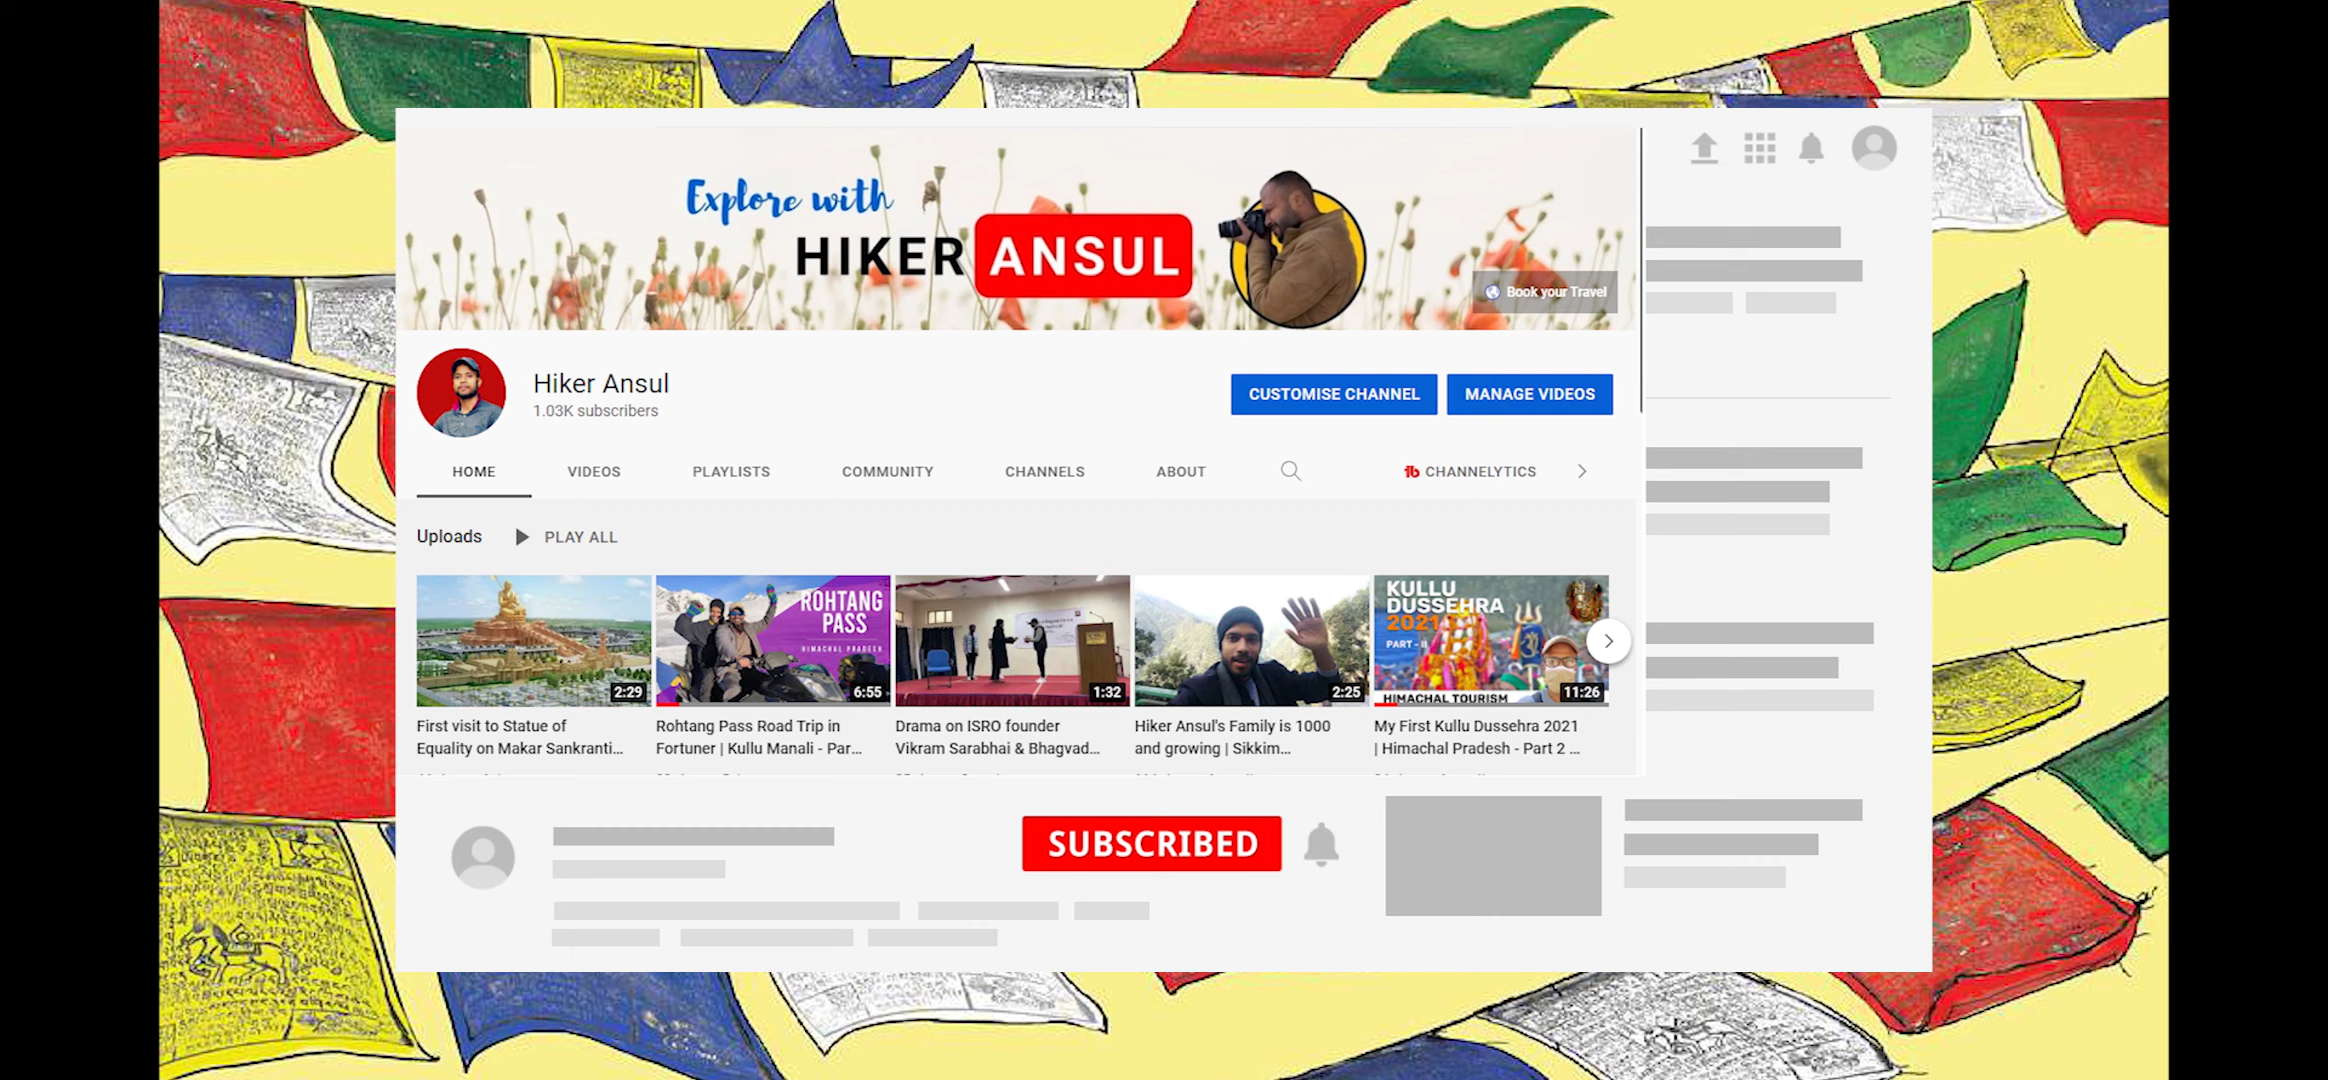 Explore with
HIKER ANSUL
Book your Travel
Hiker Ansul
1.03K subscribers
CUSTOMISE CHANNEL
MANAGE VIDEOS
HOME VIDEOS PLAYLISTS COMMUNITY CHANNELS ABOUT CHANNELYTICS
Uploads PLAY ALL
2:29
ROHTANG
PASS
HIMACHAL PRADESH
6:55
1:32
2:25
KULLU
DUSSEHRA
2021
PART - II
HIMACHAL TOURISM
11:26
First visit to Statue of
Equality on Makar Sankranti...
Rohtang Pass Road Trip in
Fortuner | Kullu Manali - Par...
Drama on ISRO founder
Vikram Sarabhai & Bhagvad...
Hiker Ansul's Family is 1000
and growing | Sikkim...
My First Kullu Dussehra 2021
| Himachal Pradesh - Part 2 ...
SUBSCRIBED